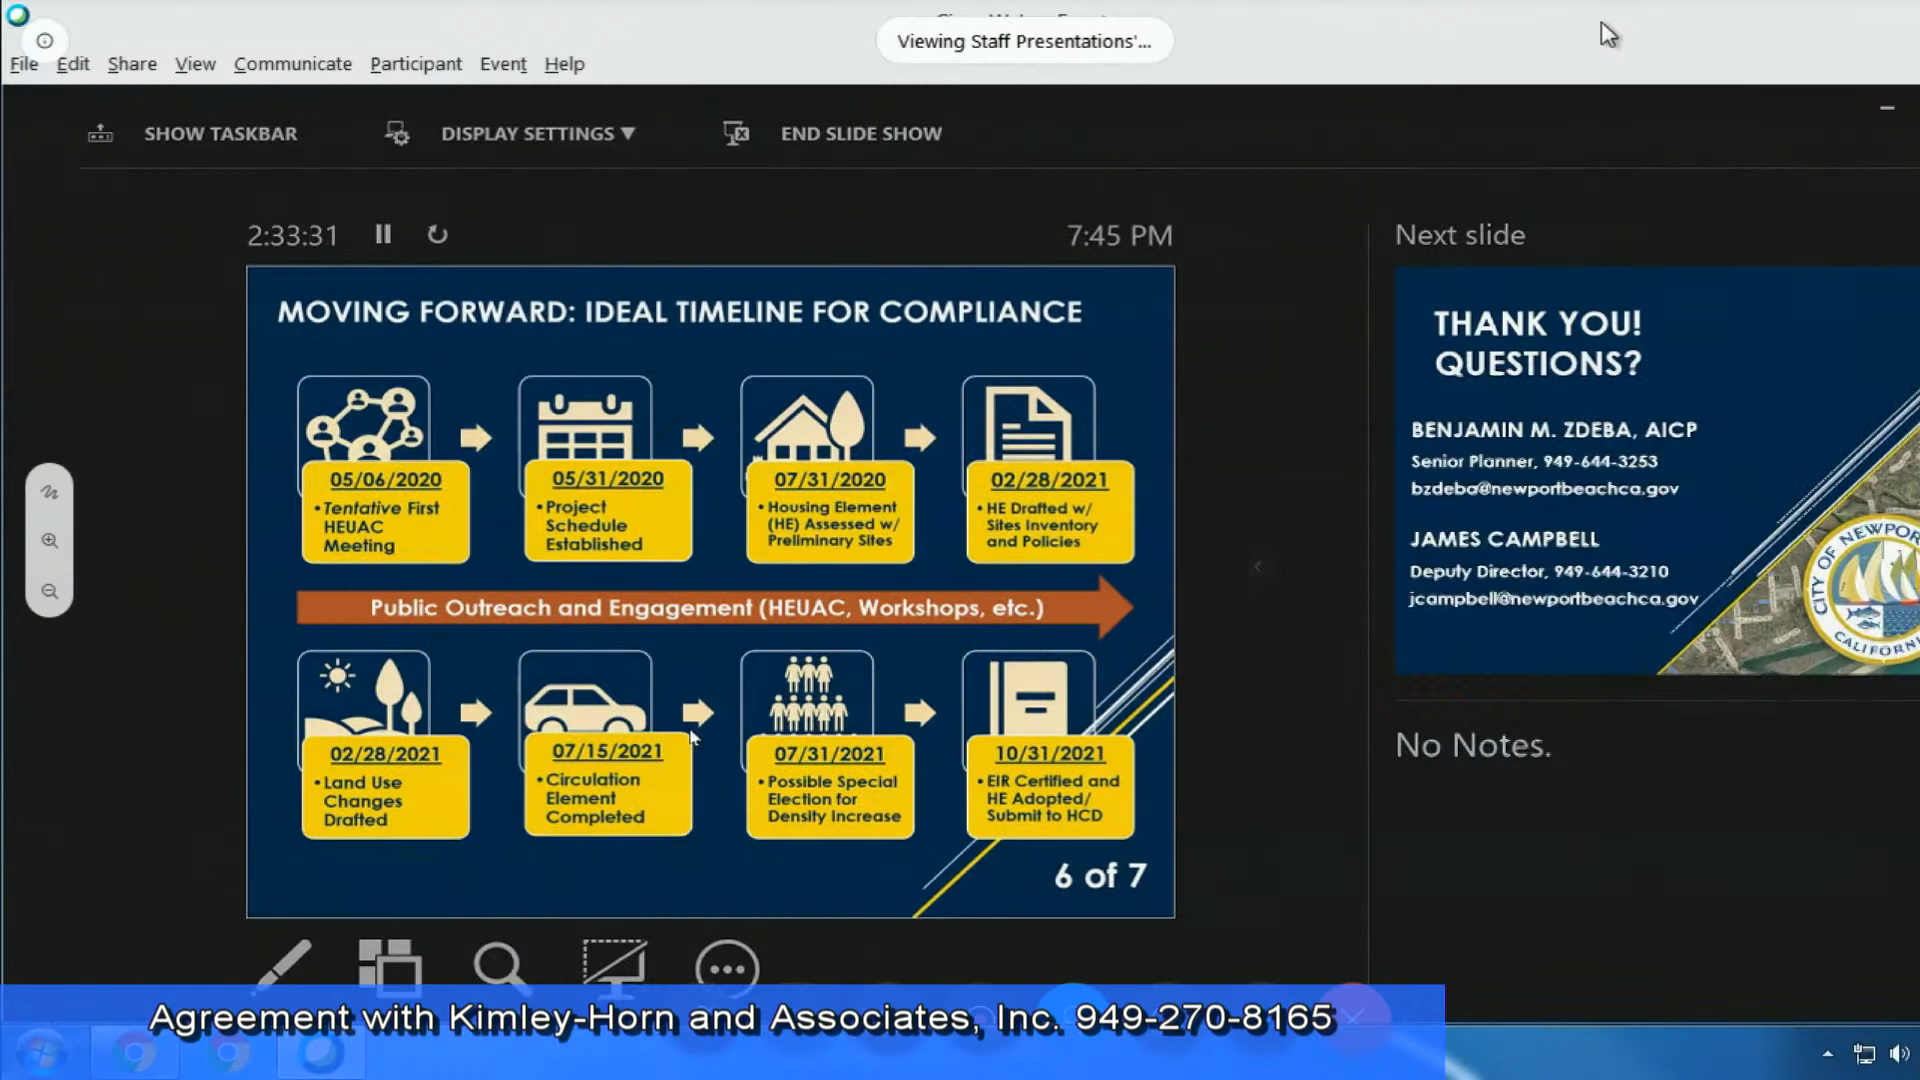 Viewing Staff Presentations'...
File Edit Share View Communicate Participant Event Help
SHOW TASKBAR
DISPLAY SETTINGS ▼
END SLIDE SHOW
2:33:31
7:45 PM
MOVING FORWARD: IDEAL TIMELINE FOR COMPLIANCE
05/06/2020
•Tentative First
HEUAC
Meeting
05/31/2020
•Project
Schedule
Established
07/31/2020
•Housing Element
(HE) Assessed w/
Preliminary Sites
02/28/2021
•HE Drafted w/
Sites Inventory
and Policies
Public Outreach and Engagement (HEUAC, Workshops, etc.)
02/28/2021
•Land Use
Changes
Drafted
07/15/2021
•Circulation
Element
Completed
07/31/2021
•Possible Special
Election for
Density Increase
10/31/2021
•EIR Certified and
HE Adopted/
Submit to HCD
6 of 7
Next slide
THANK YOU!
QUESTIONS?
BENJAMIN M. ZDEBA, AICP
Senior Planner, 949-644-3253
bzdeba@newportbeachca.gov
JAMES CAMPBELL
Deputy Director, 949-644-3210
jcampbell@newportbeachca.gov
CITY OF NEWPOR
CALIFORN
No Notes.
Agreement with Kimley-Horn and Associates, Inc. 949-270-8165